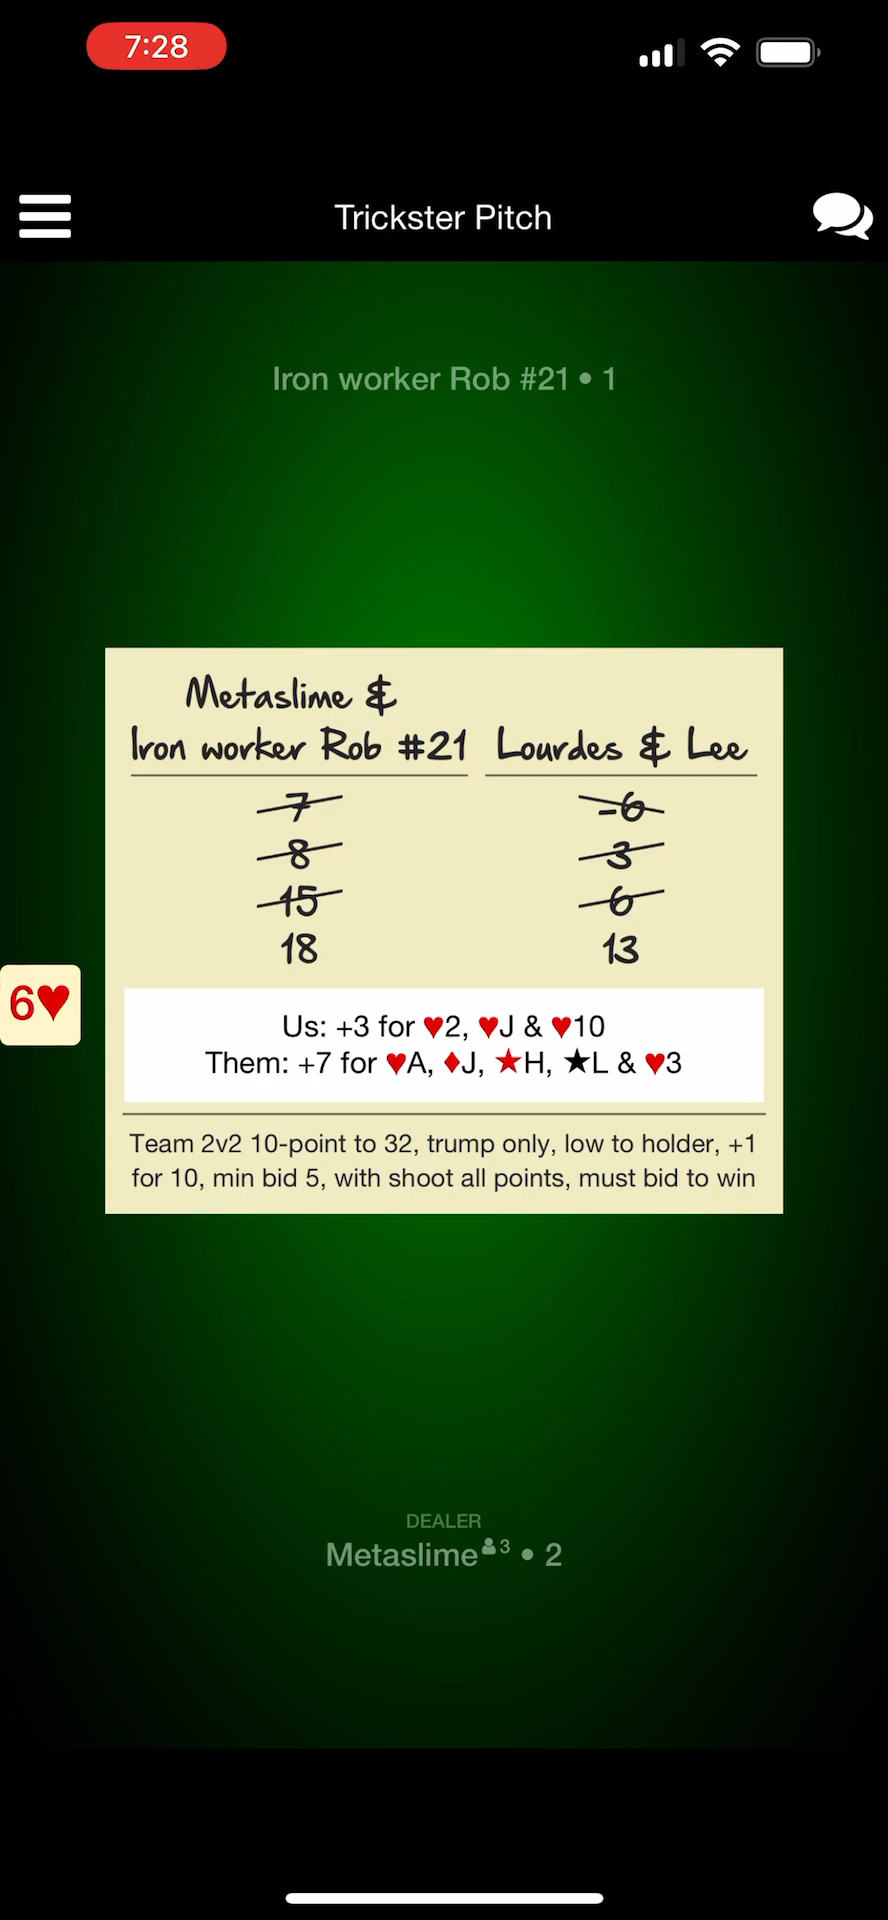 7:28
Trickster Pitch
Iron worker Rob #21 • 1
Metaslime &
Iron worker Rob #21 Lourdes & Lee
7 -6
8 3
15 6
18 13
6♥
Us: +3 for ♥2, ♥J & ♥10
Them: +7 for ♥A, ♦J, ★H, ★L & ♥3
Team 2v2 10-point to 32, trump only, low to holder, +1
for 10, min bid 5, with shoot all points, must bid to win
DEALER
Metaslime 3 • 2